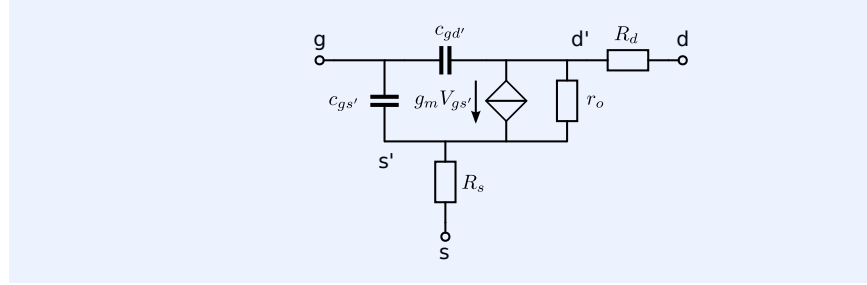 g
c_{gd'}
d'
R_d
d
c_{gs'}
g_m V_{gs'}
r_o
s'
R_s
s